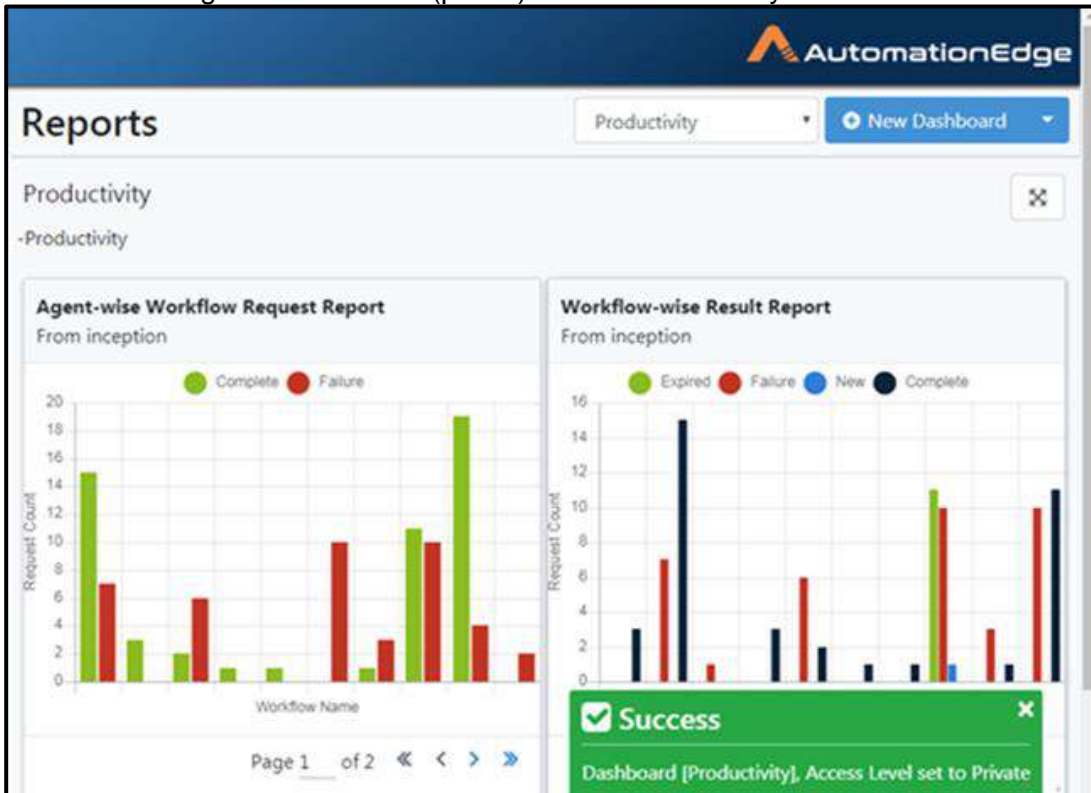 AutomationEdge
Reports
Productivity
New Dashboard
Productivity
-Productivity
Agent-wise Workflow Request Report
From inception
Complete Failure
20
18
16
14
12
10
8
6
4
2
0
Request Count
Workflow Name
Page 1 of 2
Workflow-wise Result Report
From inception
Expired Failure New Complete
16
14
12
10
8
6
4
2
0
Request Count
Success
Dashboard [Productivity], Access Level set to Private